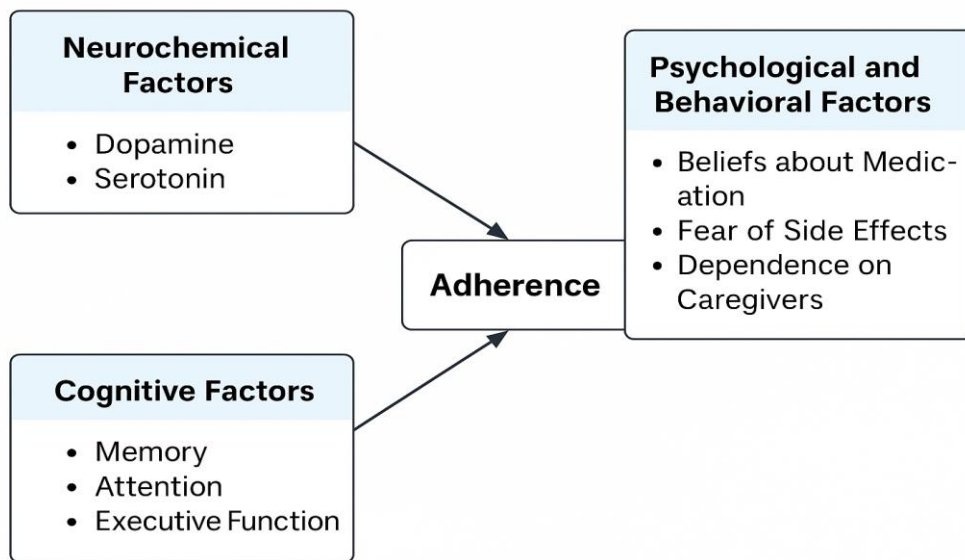 Neurochemical
Factors
• Dopamine
• Serotonin
Psychological and
Behavioral Factors
• Beliefs about Medic-
ation
• Fear of Side Effects
• Dependence on
Caregivers
Adherence
Cognitive Factors
• Memory
• Attention
• Executive Function